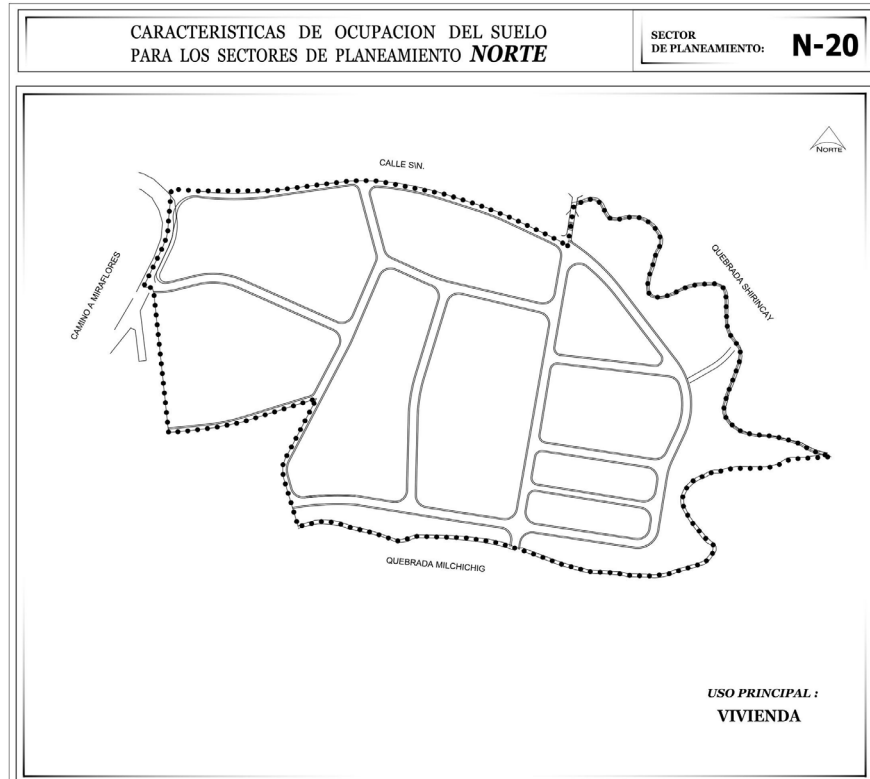 CARACTERISTICAS DE OCUPACION DEL SUELO
PARA LOS SECTORES DE PLANEAMIENTO NORTE
SECTOR
DE PLANEAMIENTO:
N-20
NORTE
CALLE S\N.
CAMINO A MIRAFLORES
QUEBRADA SHIRINCAY
QUEBRADA MILCHICHIG
USO PRINCIPAL :
VIVIENDA